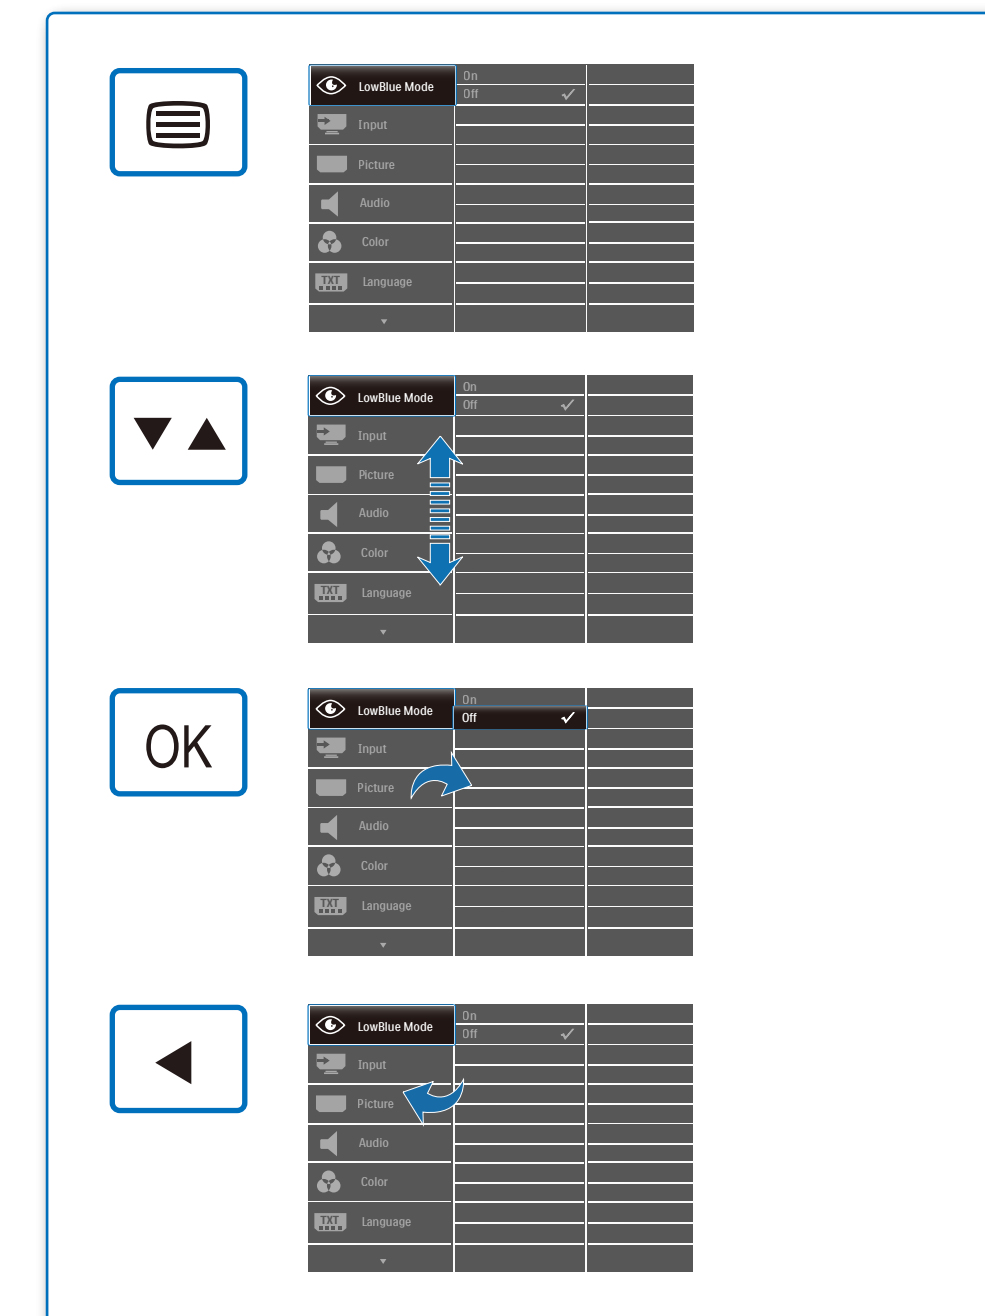 LowBlue Mode
On
Off
Input
Picture
Audio
Color
TXT
Language
LowBlue Mode
On
Off
Input
Picture
Audio
Color
TXT
Language
OK
LowBlue Mode
On
Off
Input
Picture
Audio
Color
TXT
Language
LowBlue Mode
On
Off
Input
Picture
Audio
Color
TXT
Language